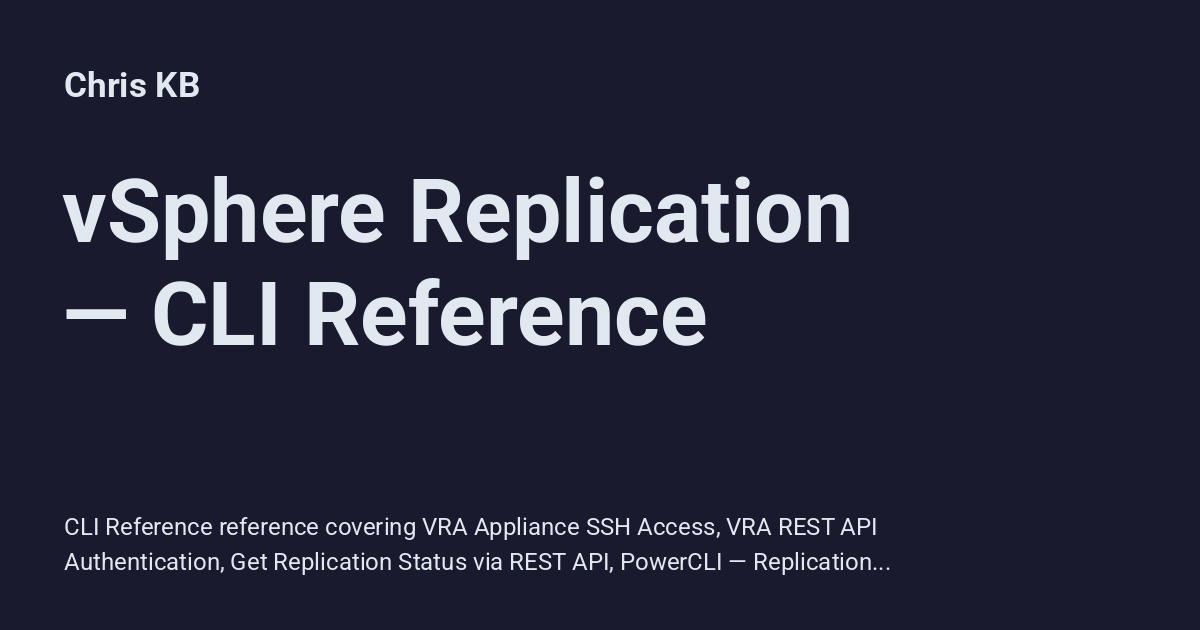 Chris KB
vSphere Replication
— CLI Reference
CLI Reference reference covering VRA Appliance SSH Access, VRA REST API
Authentication, Get Replication Status via REST API, PowerCLI — Replication...